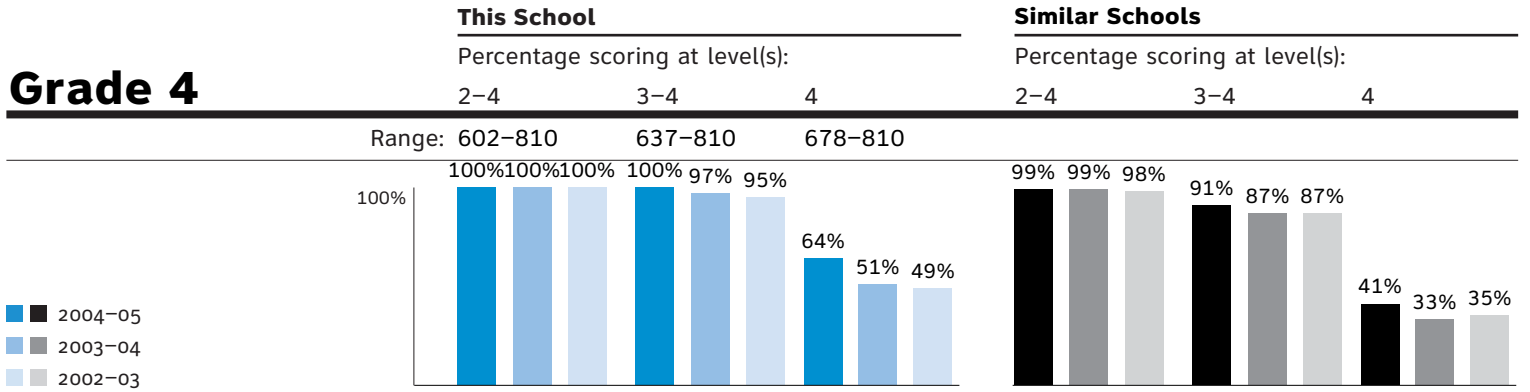 This School Similar Schools
Percentage scoring at level(s): Percentage scoring at level(s):
Grade 4 2–4 3–4 4 2–4 3–4 4
Range: 602–810 637–810 678–810
100% 100% 100% 100% 97% 95% 64% 51% 49% 99% 99% 98% 91% 87% 87% 41% 33% 35%
100%
2004–05
2003–04
2002–03